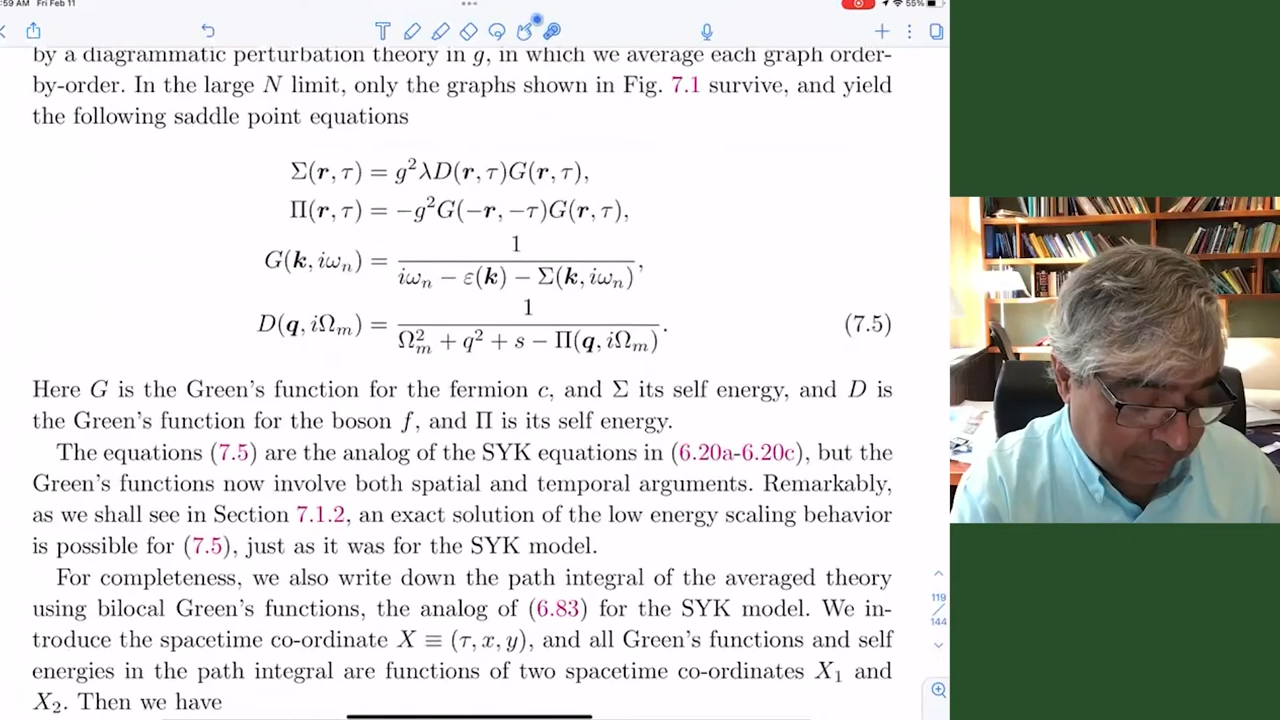 :59 AM Fri Feb 11
55%
by a diagrammatic perturbation theory in g, in which we average each graph order-
by-order. In the large N limit, only the graphs shown in Fig. 7.1 survive, and yield
the following saddle point equations
Σ(r, τ) = g²λD(r, τ)G(r, τ),
Π(r, τ) = −g²G(−r, −τ)G(r, τ),
G(k, iωₙ) = 1 / (iωₙ − ε(k) − Σ(k, iωₙ)),
D(q, iΩₘ) = 1 / (Ωₘ² + q² + s − Π(q, iΩₘ)). (7.5)
Here G is the Green's function for the fermion c, and Σ its self energy, and D is
the Green's function for the boson f, and Π is its self energy.
The equations (7.5) are the analog of the SYK equations in (6.20a-6.20c), but the
Green's functions now involve both spatial and temporal arguments. Remarkably,
as we shall see in Section 7.1.2, an exact solution of the low energy scaling behavior
is possible for (7.5), just as it was for the SYK model.
For completeness, we also write down the path integral of the averaged theory
using bilocal Green's functions, the analog of (6.83) for the SYK model. We in-
troduce the spacetime co-ordinate X ≡ (τ, x, y), and all Green's functions and self
energies in the path integral are functions of two spacetime co-ordinates X₁ and
X₂. Then we have
119
144